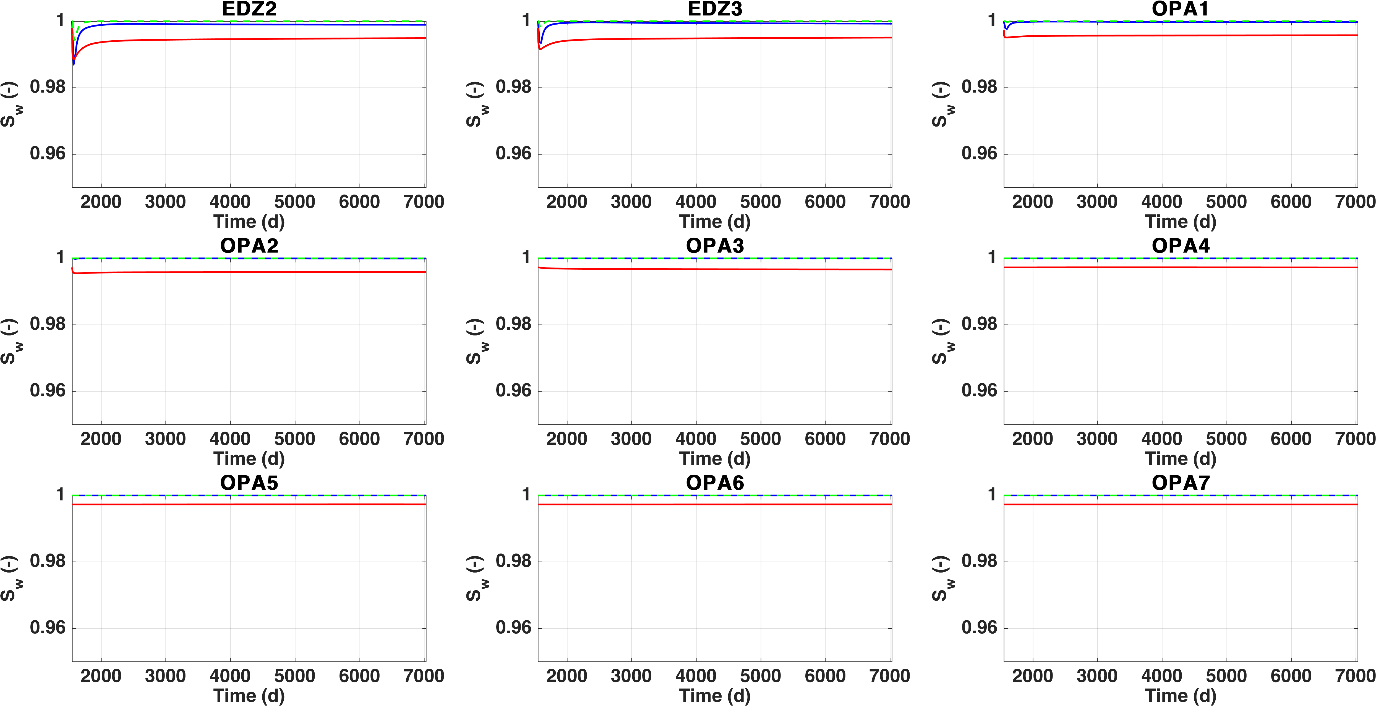 EDZ2 EDZ3 OPA1
1 1 1
0.98 0.98 0.98
S_w (-) S_w (-) S_w (-)
0.96 0.96 0.96
2000 3000 4000 5000 6000 7000 2000 3000 4000 5000 6000 7000 2000 3000 4000 5000 6000 7000
Time (d) Time (d) Time (d)
OPA2 OPA3 OPA4
1 1 1
0.98 0.98 0.98
S_w (-) S_w (-) S_w (-)
0.96 0.96 0.96
2000 3000 4000 5000 6000 7000 2000 3000 4000 5000 6000 7000 2000 3000 4000 5000 6000 7000
Time (d) Time (d) Time (d)
OPA5 OPA6 OPA7
1 1 1
0.98 0.98 0.98
S_w (-) S_w (-) S_w (-)
0.96 0.96 0.96
2000 3000 4000 5000 6000 7000 2000 3000 4000 5000 6000 7000 2000 3000 4000 5000 6000 7000
Time (d) Time (d) Time (d)